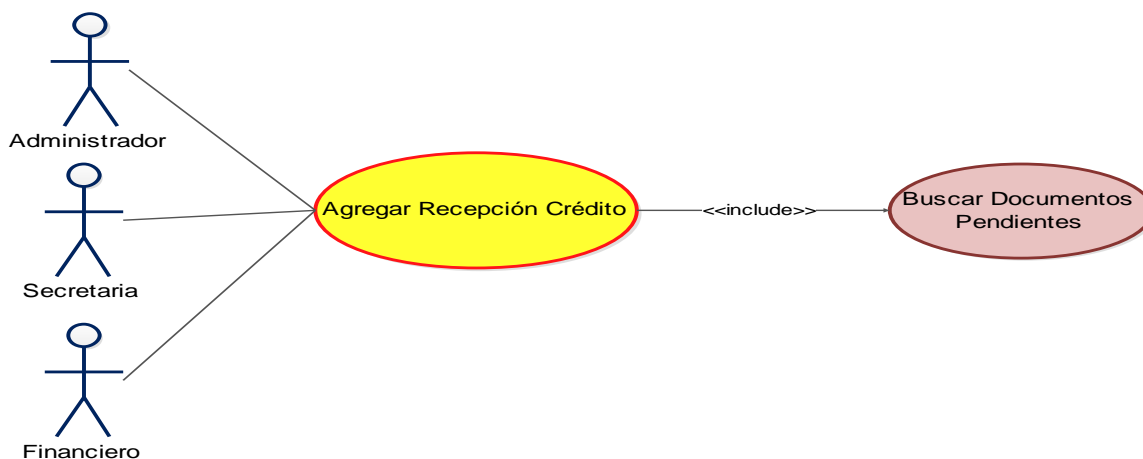 Administrador
Secretaria
Financiero
Agregar Recepción Crédito
<<include>>
Buscar Documentos
Pendientes